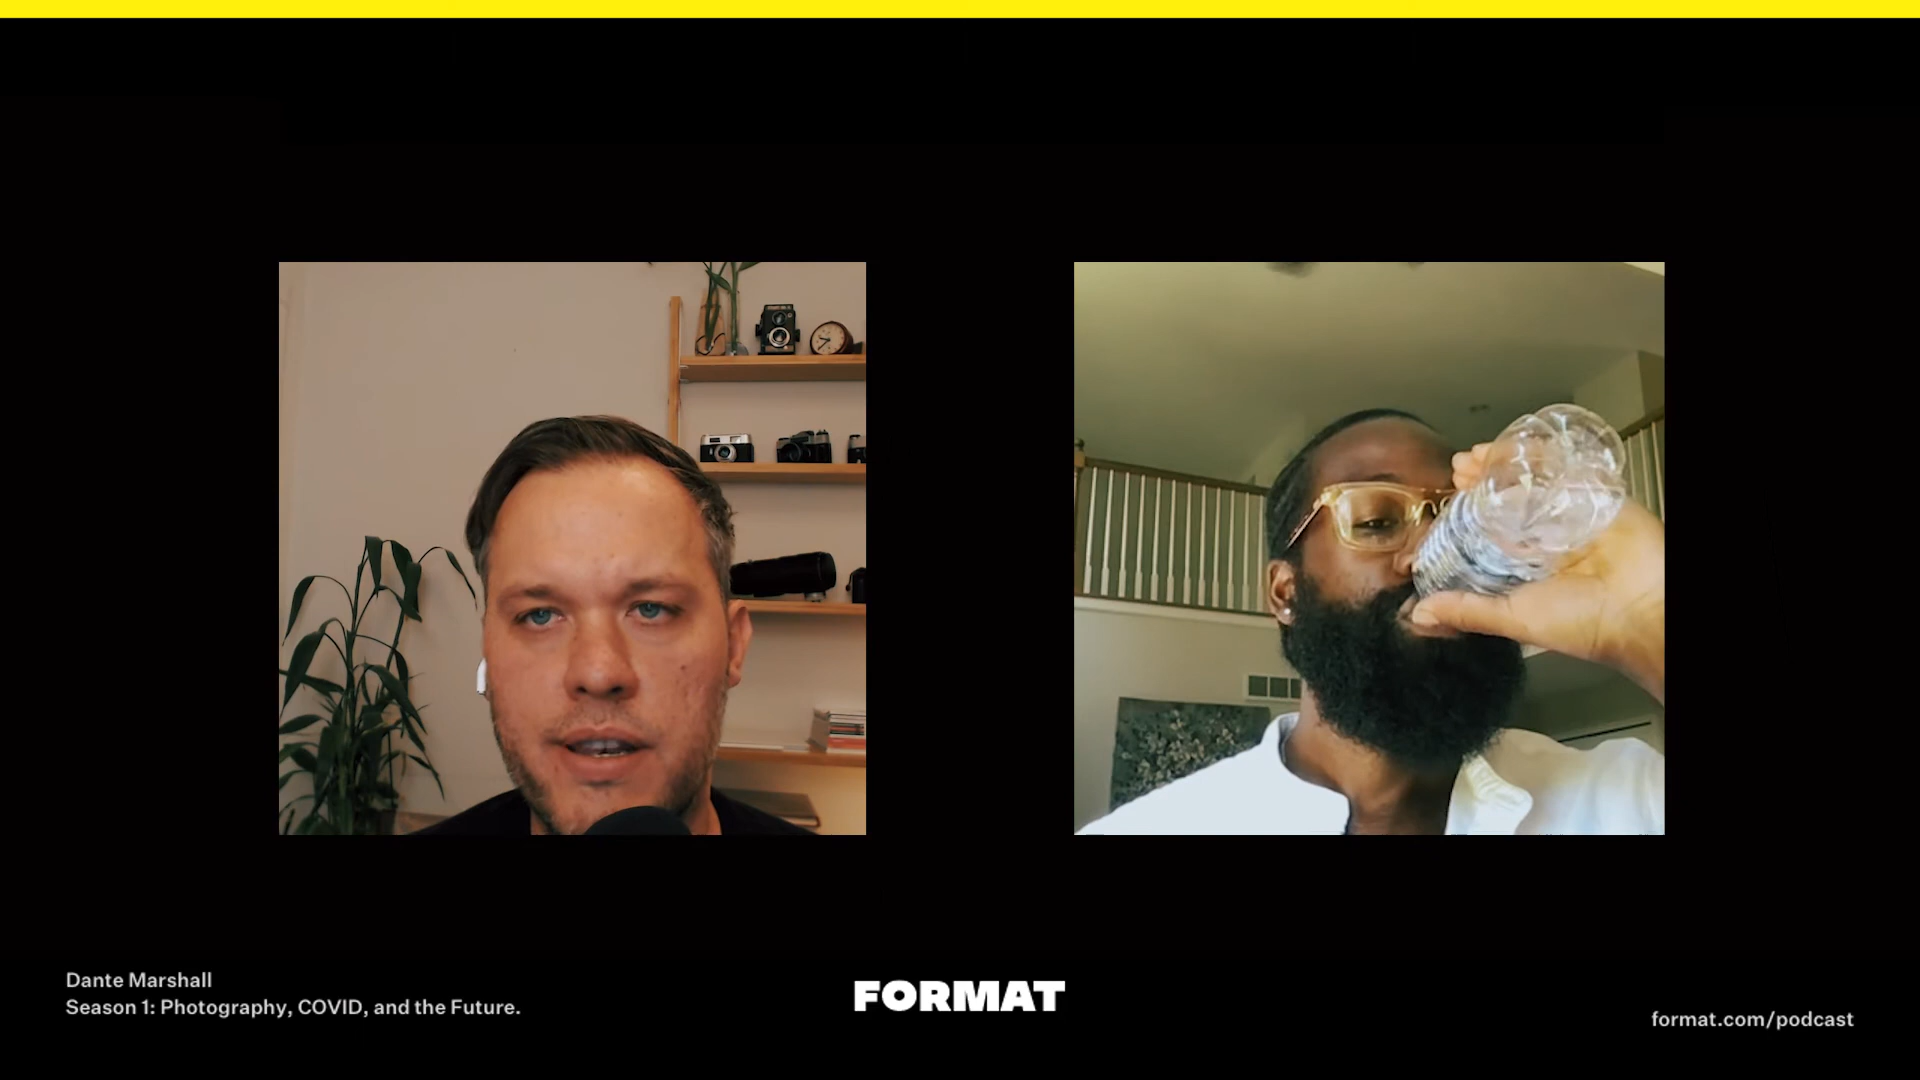 Dante Marshall
Season 1: Photography, COVID, and the Future.
FORMAT
format.com/podcast